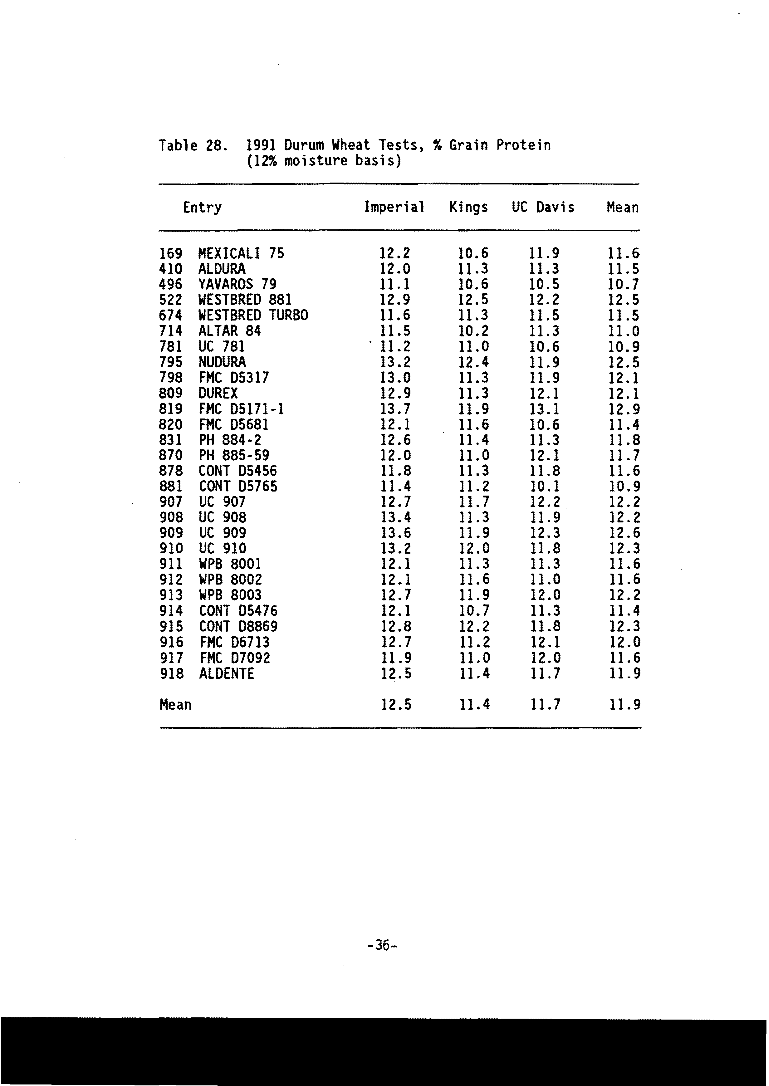 Table 28. 1991 Durum Wheat Tests, % Grain Protein
(12% moisture basis)
Entry Imperial Kings UC Davis Mean
169 MEXICALI 75 12.2 10.6 11.9 11.6
410 ALDURA 12.0 11.3 11.3 11.5
496 YAVAROS 79 11.1 10.6 10.5 10.7
522 WESTBRED 881 12.9 12.5 12.2 12.5
674 WESTBRED TURBO 11.6 11.3 11.5 11.5
714 ALTAR 84 11.5 10.2 11.3 11.0
781 UC 781 11.2 11.0 10.6 10.9
795 NUDURA 13.2 12.4 11.9 12.5
798 FMC D5317 13.0 11.3 11.9 12.1
809 DUREX 12.9 11.3 12.1 12.1
819 FMC D5171-1 13.7 11.9 13.1 12.9
820 FMC D5681 12.1 11.6 10.6 11.4
831 PH 884-2 12.6 11.4 11.3 11.8
870 PH 885-59 12.0 11.0 12.1 11.7
878 CONT D5456 11.8 11.3 11.8 11.6
881 CONT D5765 11.4 11.2 10.1 10.9
907 UC 907 12.7 11.7 12.2 12.2
908 UC 908 13.4 11.3 11.9 12.2
909 UC 909 13.6 11.9 12.3 12.6
910 UC 910 13.2 12.0 11.8 12.3
911 WPB 8001 12.1 11.3 11.3 11.6
912 WPB 8002 12.1 11.6 11.0 11.6
913 WPB 8003 12.7 11.9 12.0 12.2
914 CONT D5476 12.1 10.7 11.3 11.4
915 CONT D8869 12.8 12.2 11.8 12.3
916 FMC D6713 12.7 11.2 12.1 12.0
917 FMC D7092 11.9 11.0 12.0 11.6
918 ALDENTE 12.5 11.4 11.7 11.9
Mean 12.5 11.4 11.7 11.9
-36-